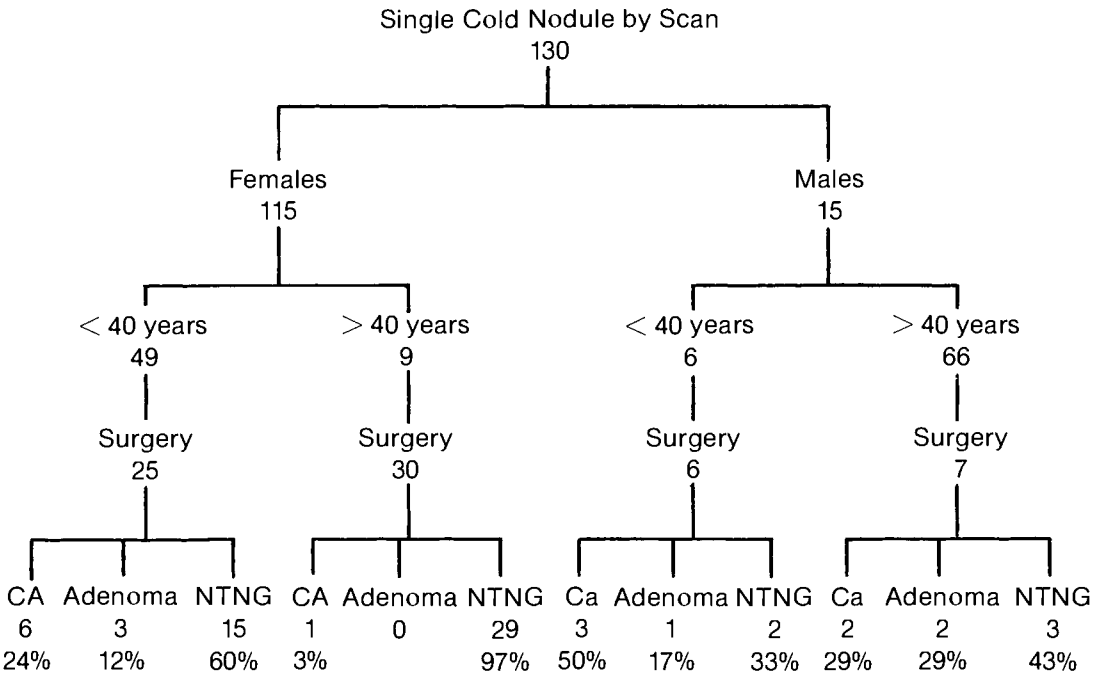 Single Cold Nodule by Scan
130
Females
115
Males
15
< 40 years
49
> 40 years
9
< 40 years
6
> 40 years
66
Surgery
25
Surgery
30
Surgery
6
Surgery
7
CA Adenoma NTNG CA Adenoma NTNG Ca Adenoma NTNG Ca Adenoma NTNG
6 3 15 1 0 29 3 1 2 2 2 3
24% 12% 60% 3% 97% 50% 17% 33% 29% 29% 43%